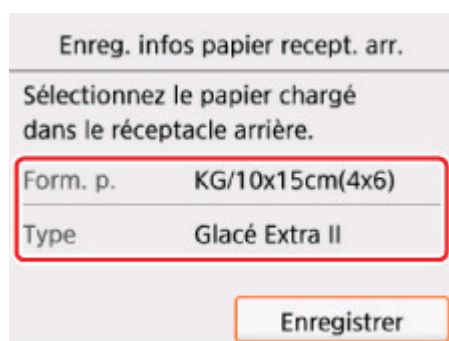 Enreg. infos papier recept. arr.
Sélectionnez le papier chargé
dans le réceptacle arrière.
Form. p. KG/10x15cm(4x6)
Type Glacé Extra II
Enregistrer